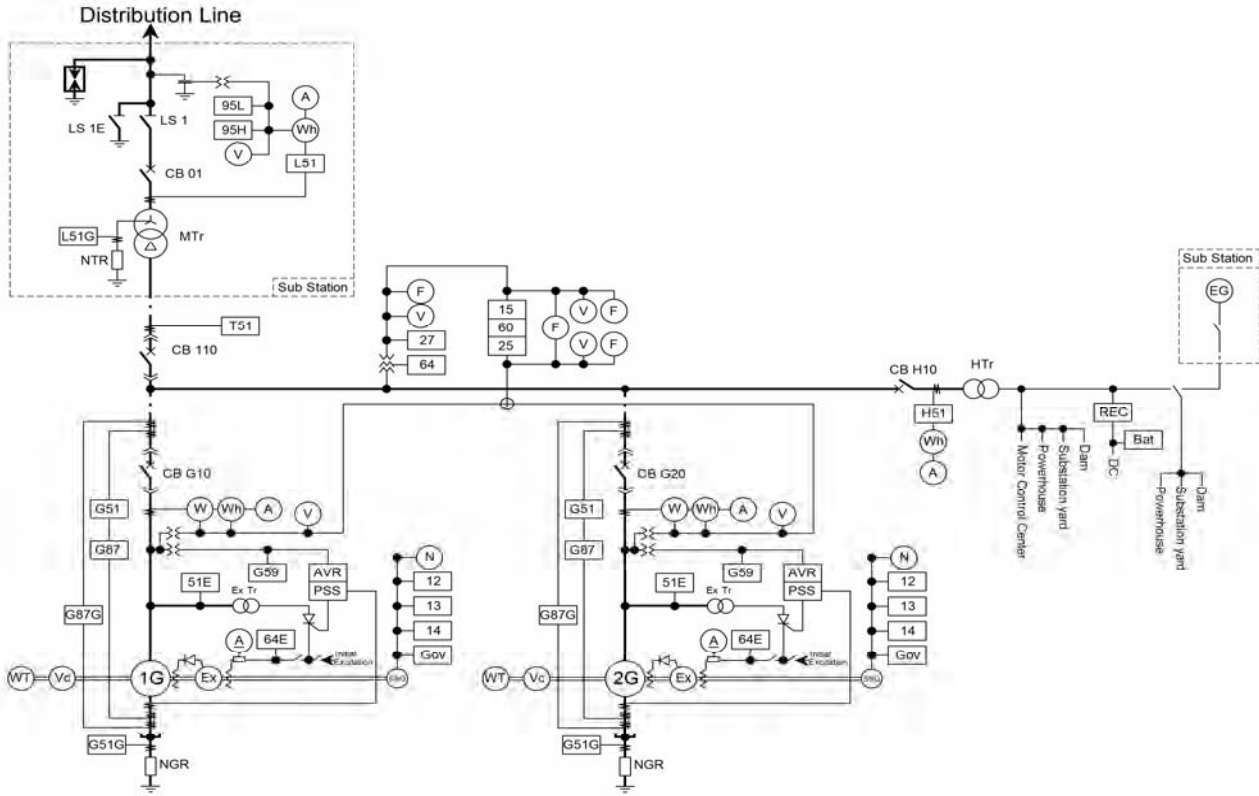 Distribution Line
LS 1E
LS 1
95L
95H
V
A
Wh
L51
CB 01
L51G
NTR
MTr
Sub Station
T51
CB 110
F
V
27
64
15
60
25
F
V
F
V
F
CB H10
HTr
H51
Wh
A
Sub Station
EG
REC
Bat
DC
Motor Control Center
Powerhouse
Substation yard
Dam
Powerhouse
Substation yard
Dam
CB G10
G51
G87
W
Wh
A
V
G59
AVR
PSS
51E
Ex Tr
G87G
A
64E
Initial
N
12
13
14
Gov
WT
Vc
1G
Ex
G51G
NGR
CB G20
G51
G87
W
Wh
A
V
G59
AVR
PSS
51E
Ex Tr
G87G
A
64E
Initial
N
12
13
14
Gov
WT
Vc
2G
Ex
G51G
NGR